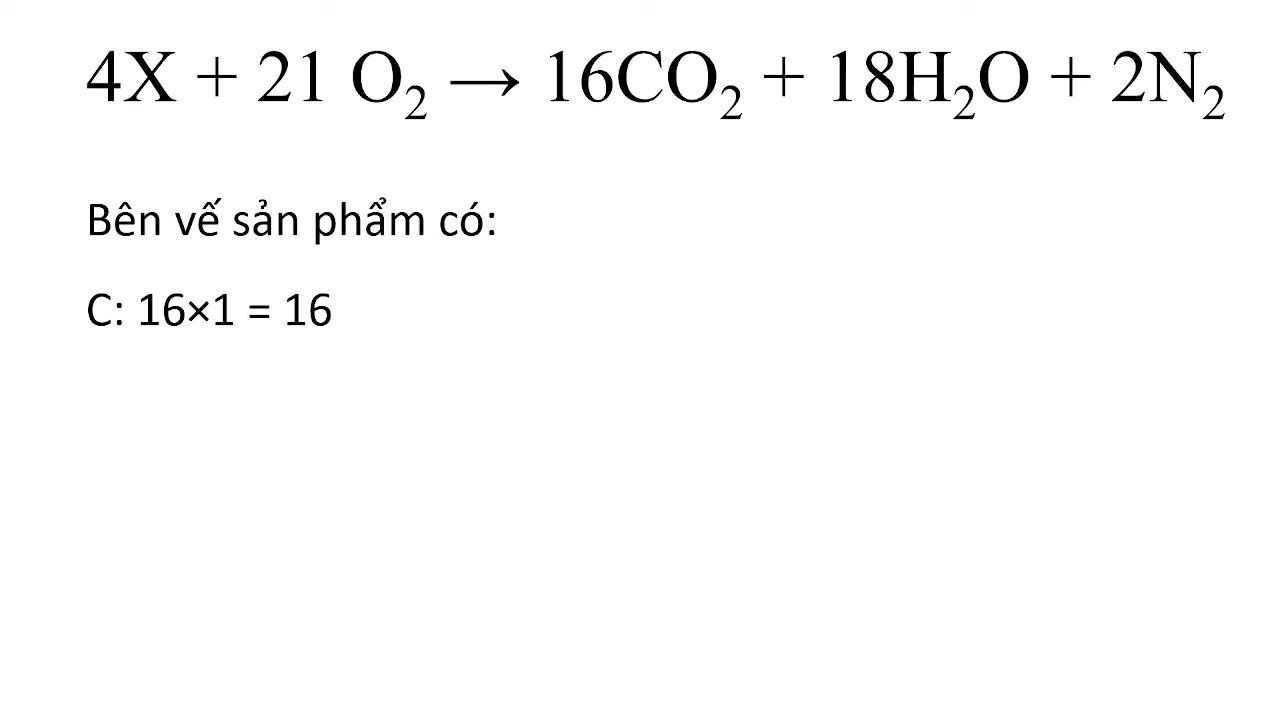 4X + 21 O₂ → 16CO₂ + 18H₂O + 2N₂
Bên vế sản phẩm có:
C: 16×1 = 16